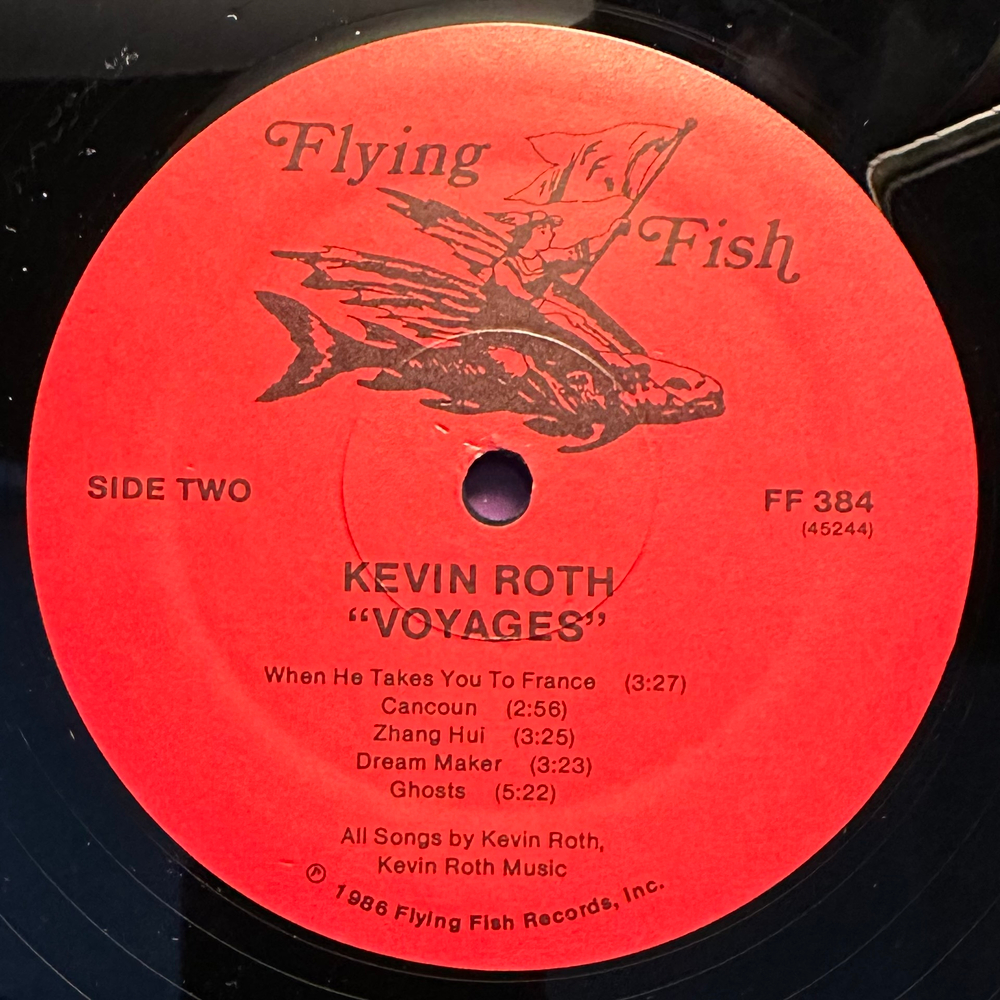 Flying
Fish
SIDE TWO
FF 384
(45244)
KEVIN ROTH
“VOYAGES”
When He Takes You To France (3:27)
Cancoun (2:56)
Zhang Hui (3:25)
Dream Maker (3:23)
Ghosts (5:22)
All Songs by Kevin Roth,
Kevin Roth Music
℗ 1986 Flying Fish Records, Inc.